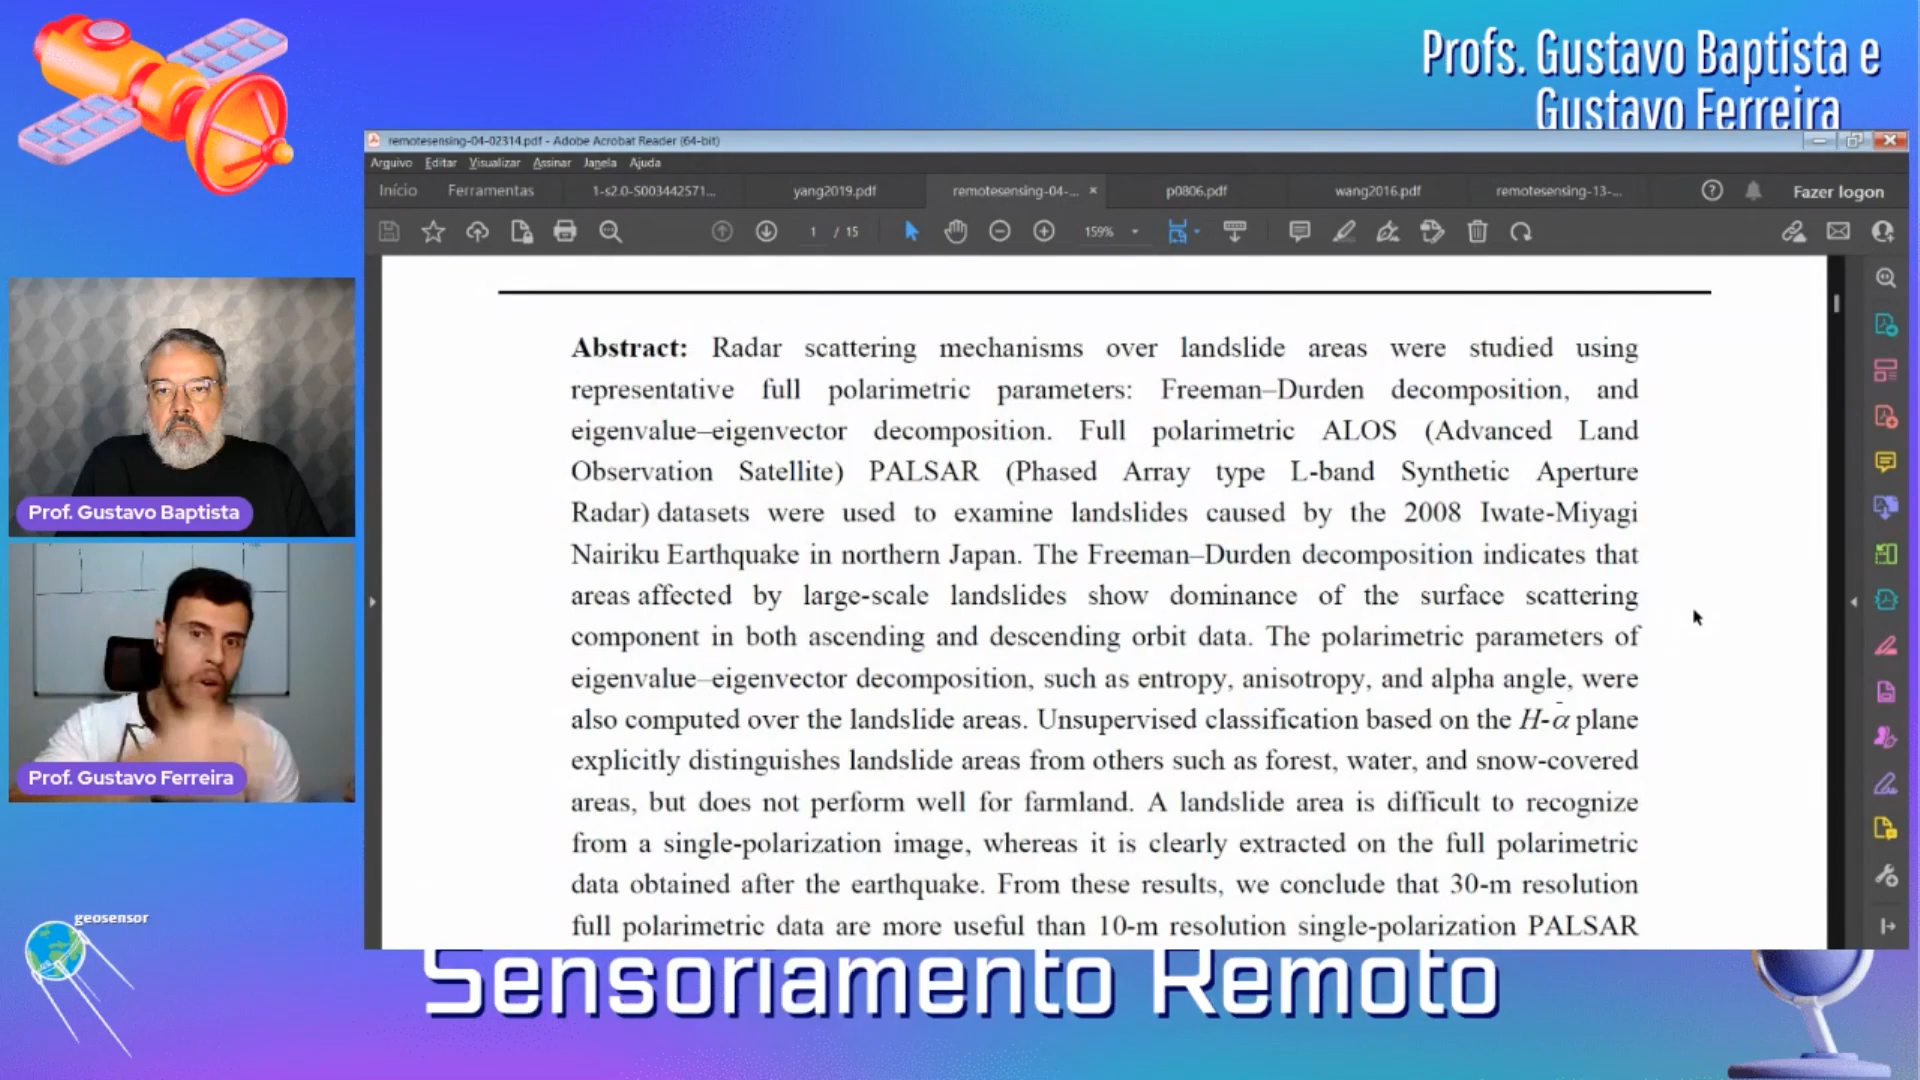 Profs. Gustavo Baptista e
Gustavo Ferreira
remotesensing-04-02314.pdf - Adobe Acrobat Reader (64-bit)
Arquivo Editar Visualizar Assinar Janela Ajuda
Início Ferramentas 1-s2.0-S003442571... yang2019.pdf remotesensing-04-... × p0806.pdf wang2016.pdf remotesensing-13-... Fazer logon
1 / 15 159%
Abstract: Radar scattering mechanisms over landslide areas were studied using
representative full polarimetric parameters: Freeman–Durden decomposition, and
eigenvalue–eigenvector decomposition. Full polarimetric ALOS (Advanced Land
Observation Satellite) PALSAR (Phased Array type L-band Synthetic Aperture
Radar) datasets were used to examine landslides caused by the 2008 Iwate-Miyagi
Nairiku Earthquake in northern Japan. The Freeman–Durden decomposition indicates that
areas affected by large-scale landslides show dominance of the surface scattering
component in both ascending and descending orbit data. The polarimetric parameters of
eigenvalue–eigenvector decomposition, such as entropy, anisotropy, and alpha angle, were
also computed over the landslide areas. Unsupervised classification based on the H-ᾱ plane
explicitly distinguishes landslide areas from others such as forest, water, and snow-covered
areas, but does not perform well for farmland. A landslide area is difficult to recognize
from a single-polarization image, whereas it is clearly extracted on the full polarimetric
data obtained after the earthquake. From these results, we conclude that 30-m resolution
full polarimetric data are more useful than 10-m resolution single-polarization PALSAR
Prof. Gustavo Baptista
Prof. Gustavo Ferreira
geosensor
Sensoriamento Remoto